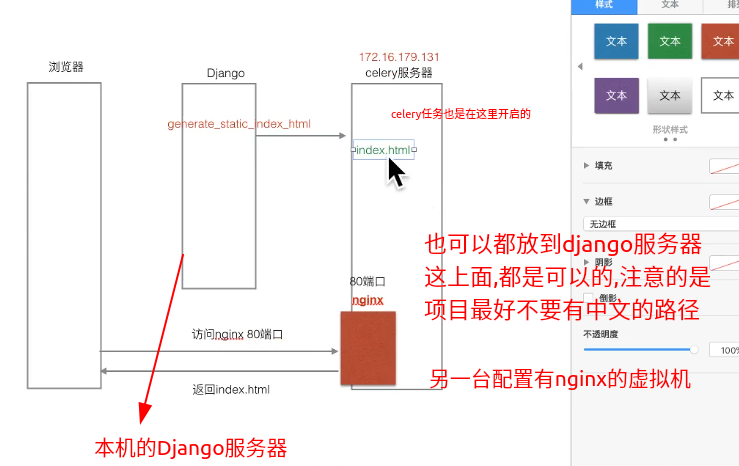 样式
文本
文本
文本
文本
文本
文本
文本
形状样式
填充
边框
无边框
阴影
倒影
不透明度
100%
172.16.179.131
浏览器
Django
celery服务器
celery任务也是在这里开启的
generate_static_index_html
index.html
也可以都放到django服务器
这上面,都是可以的,注意的是
项目最好不要有中文的路径
80端口
nginx
访问nginx 80端口
返回index.html
另一台配置有nginx的虚拟机
本机的Django服务器